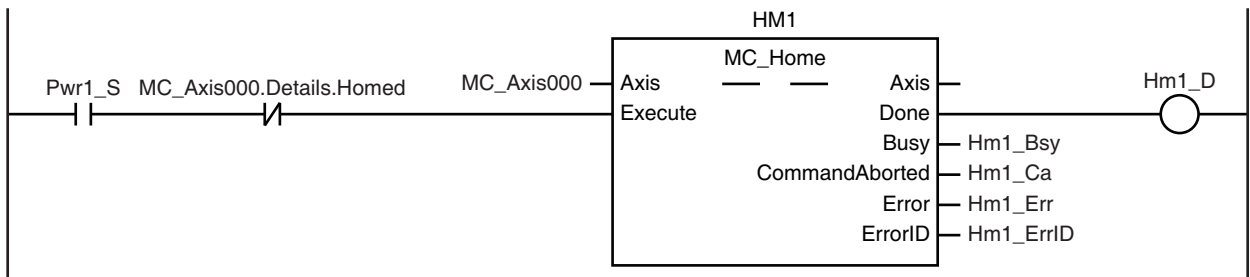 HM1
MC_Home
Pwr1_S MC_Axis000.Details.Homed MC_Axis000 Axis Axis Hm1_D
Execute Done
Busy Hm1_Bsy
CommandAborted Hm1_Ca
Error Hm1_Err
ErrorID Hm1_ErrID